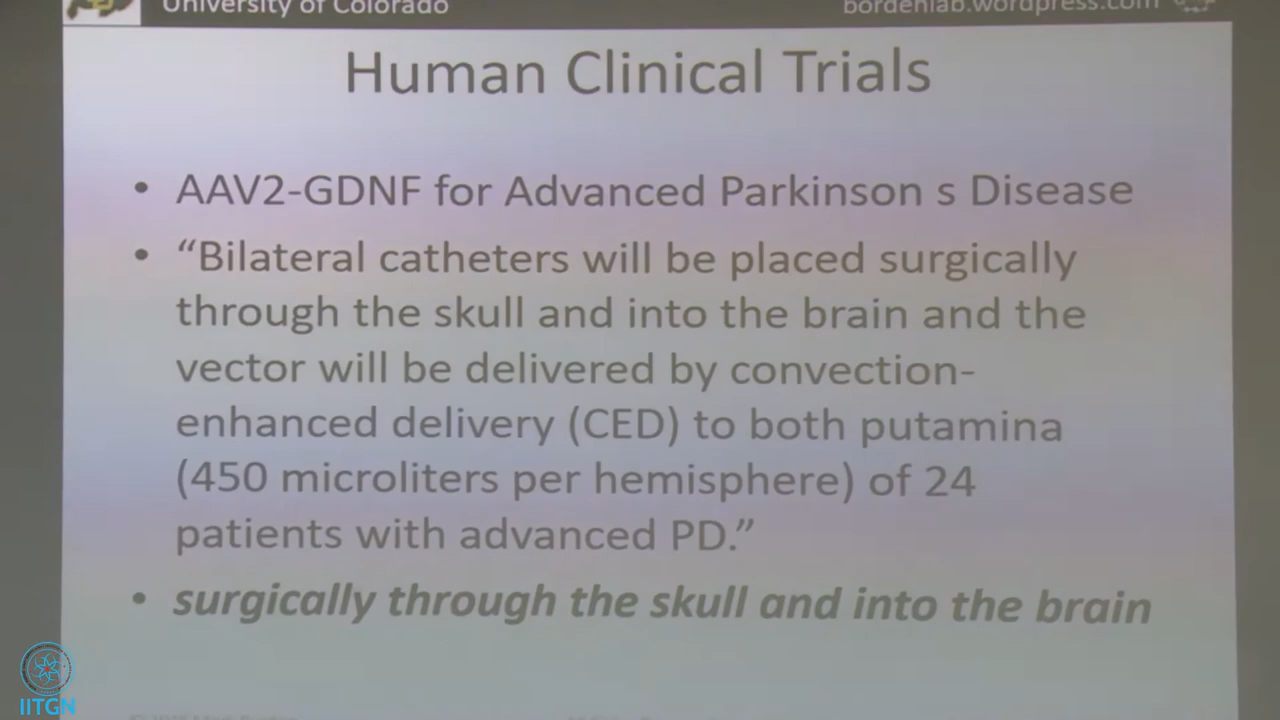 University of Colorado
bordenlab.wordpress.com
Human Clinical Trials
• AAV2-GDNF for Advanced Parkinson s Disease
• “Bilateral catheters will be placed surgically
through the skull and into the brain and the
vector will be delivered by convection-
enhanced delivery (CED) to both putamina
(450 microliters per hemisphere) of 24
patients with advanced PD.”
• surgically through the skull and into the brain
IITGN